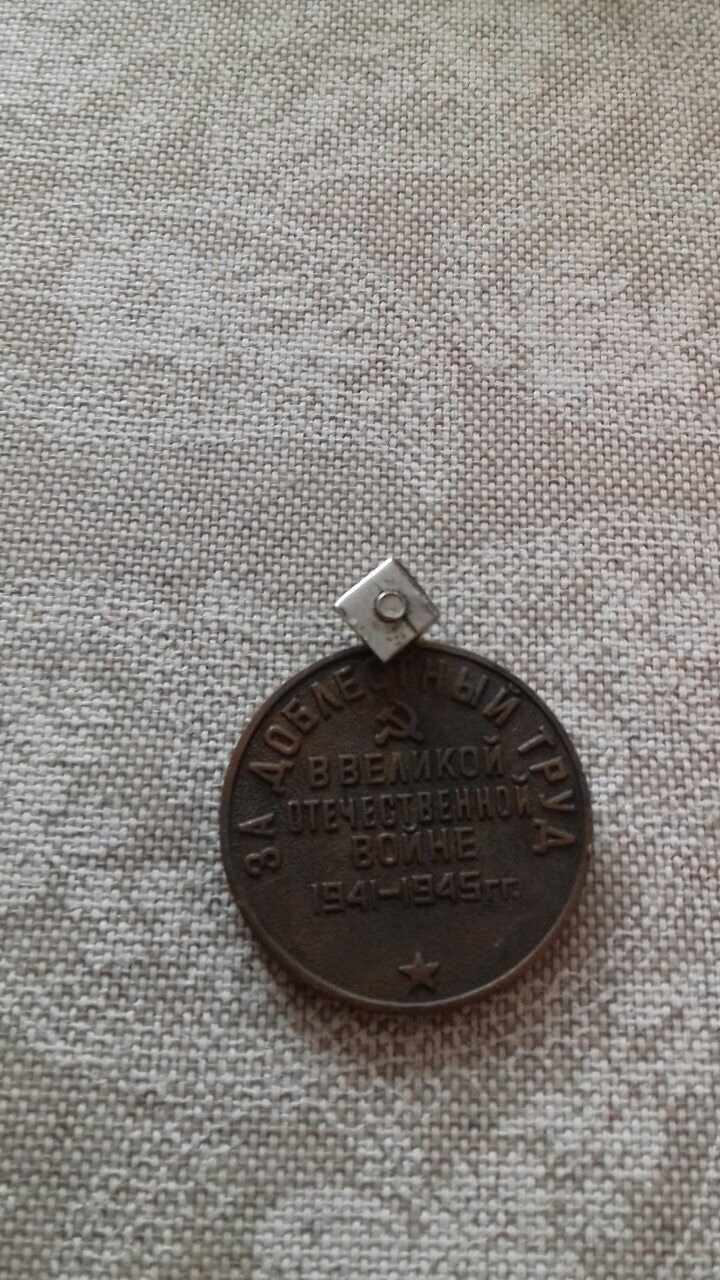 ЗА ДОБЛЕСТНЫЙ ТРУД
В ВЕЛИКОЙ
ОТЕЧЕСТВЕННОЙ
ВОЙНЕ
1941-1945 гг.